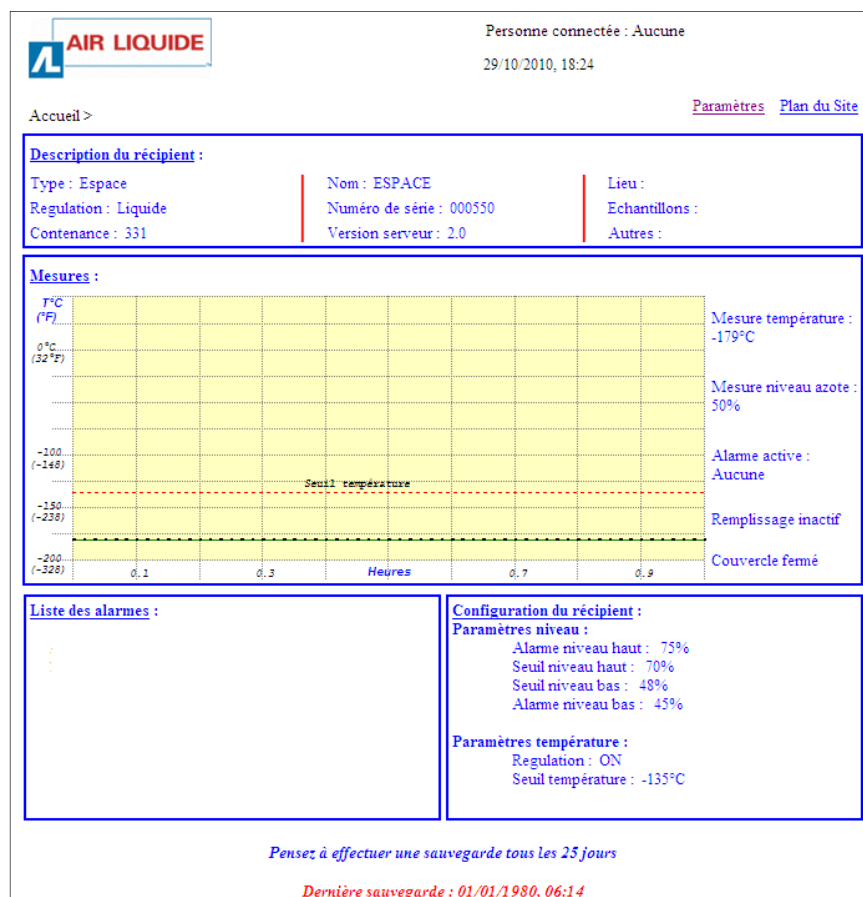 AIR LIQUIDE
Personne connectée : Aucune
29/10/2010, 18:24
Paramètres Plan du Site
Accueil >
Description du récipient :
Type : Espace
Nom : ESPACE
Lieu :
Regulation : Liquide
Numéro de série : 000550
Echantillons :
Contenance : 331
Version serveur : 2.0
Autres :
Mesures :
T°C
(°F)
0°C
(32°F)
-100
(-148)
-150
(-238)
-200
(-328)
Seuil température
0.1 0.3 Heures 0.7 0.9
Mesure température :
-179°C
Mesure niveau azote :
50%
Alarme active :
Aucune
Remplissage inactif
Couvercle fermé
Liste des alarmes :
Configuration du récipient :
Paramètres niveau :
Alarme niveau haut : 75%
Seuil niveau haut : 70%
Seuil niveau bas : 48%
Alarme niveau bas : 45%
Paramètres température :
Regulation : ON
Seuil température : -135°C
Pensez à effectuer une sauvegarde tous les 25 jours
Dernière sauvegarde : 01/01/1980, 06:14